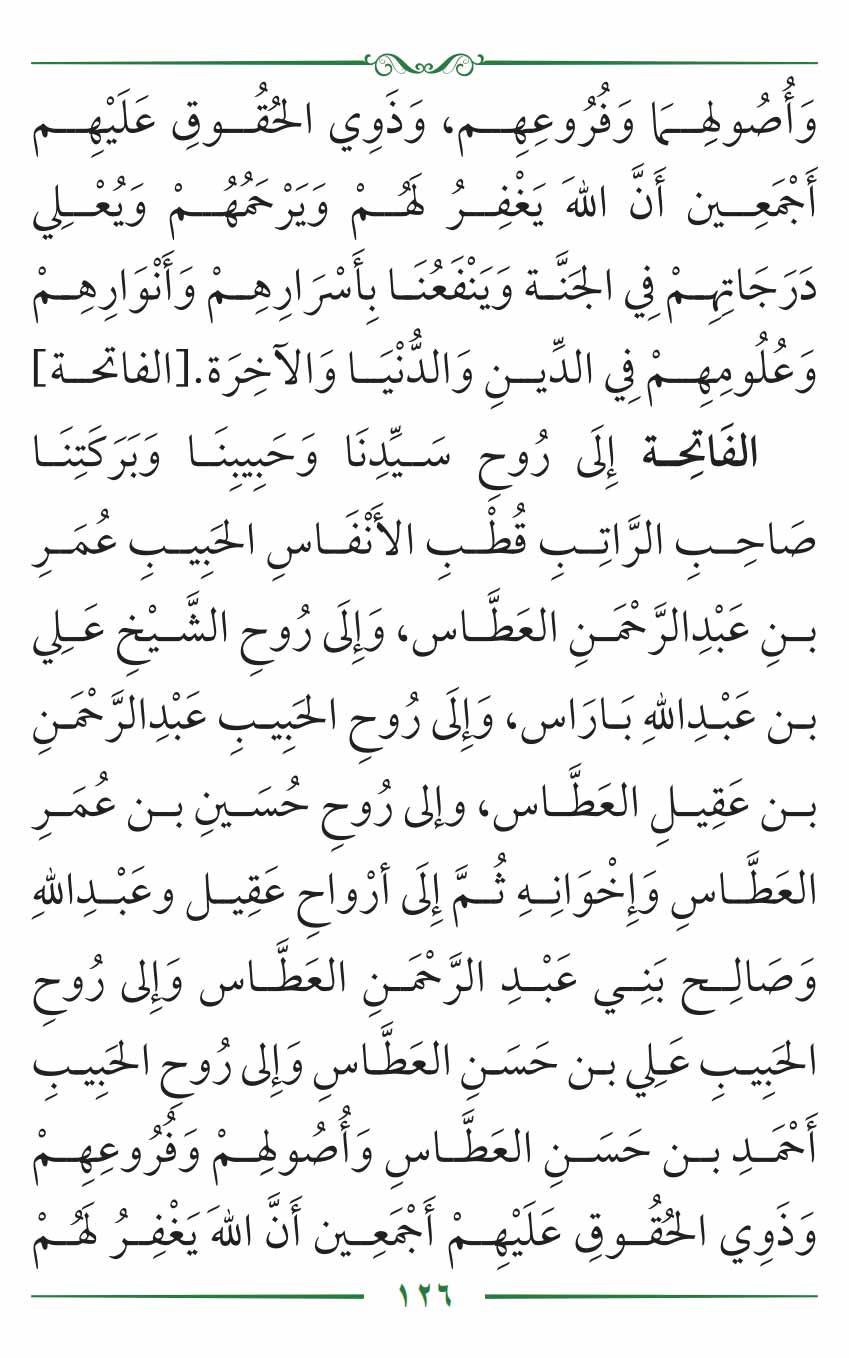 وَأُصُولِهِمَا وَفُرُوعِهِم، وَذَوِي الحُقُوقِ عَلَيْهِم
أَجْمَعِين أَنَّ اللهَ يَغْفِرُ لَهُمْ وَيَرْحَمُهُمْ وَيُعْلِي
دَرَجَاتِهِمْ فِي الجَنَّة وَيَنْفَعُنَا بِأَسْرَارِهِمْ وَأَنْوَارِهِمْ
وَعُلُومِهِمْ فِي الدِّينِ وَالدُّنْيَا وَالآخِرَة.[الفاتحة]
الفَاتِحة إِلَى رُوحِ سَيِّدِنَا وَحَبِيبِنَا وَبَرَكَتِنَا
صَاحِبِ الرَّاتِبِ قُطْبِ الأَنْفَاسِ الحَبِيبِ عُمَرِ
بنِ عَبْدِالرَّحْمَنِ العَطَّاس، وَإِلَى رُوحِ الشَّيْخِ عَلِي
بن عَبْدِاللهِ بَارَاس، وَإِلَى رُوحِ الحَبِيبِ عَبْدِالرَّحْمَنِ
بن عَقِيلِ العَطَّاس، وإلى رُوحِ حُسَينِ بن عُمَرِ
العَطَّاسِ وَإِخْوَانِهِ ثُمَّ إِلَى أرْواحِ عَقِيل وعَبْدِاللهِ
وَصَالِح بَنِي عَبْدِ الرَّحْمَنِ العَطَّاس وَإِلى رُوحِ
الحَبِيبِ عَلِي بن حَسَنِ العَطَّاسِ وَإِلى رُوحِ الحَبِيبِ
أَحْمَدِ بن حَسَنِ العَطَّاسِ وَأُصُولِهِمْ وَفُرُوعِهِمْ
وَذَوِي الحُقُوقِ عَلَيْهِمْ أَجْمَعِين أَنَّ اللهَ يَغْفِرُ لَهُمْ
١٢٦